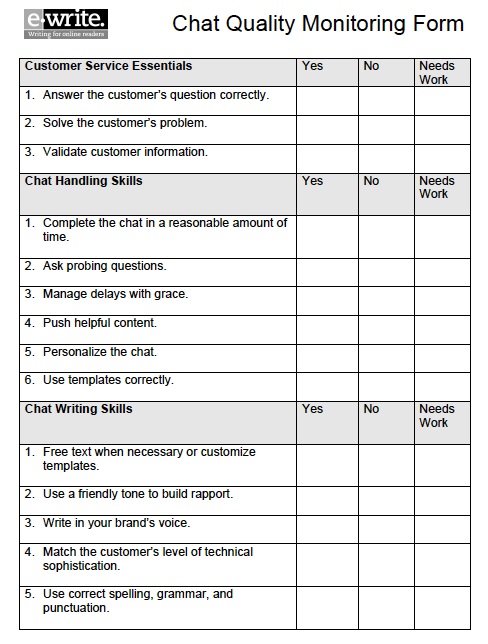 e-write.
Writing for online readers
Chat Quality Monitoring Form
Customer Service Essentials Yes No Needs
Work
1. Answer the customer's question correctly.
2. Solve the customer's problem.
3. Validate customer information.
Chat Handling Skills Yes No Needs
Work
1. Complete the chat in a reasonable amount of
time.
2. Ask probing questions.
3. Manage delays with grace.
4. Push helpful content.
5. Personalize the chat.
6. Use templates correctly.
Chat Writing Skills Yes No Needs
Work
1. Free text when necessary or customize
templates.
2. Use a friendly tone to build rapport.
3. Write in your brand's voice.
4. Match the customer's level of technical
sophistication.
5. Use correct spelling, grammar, and
punctuation.